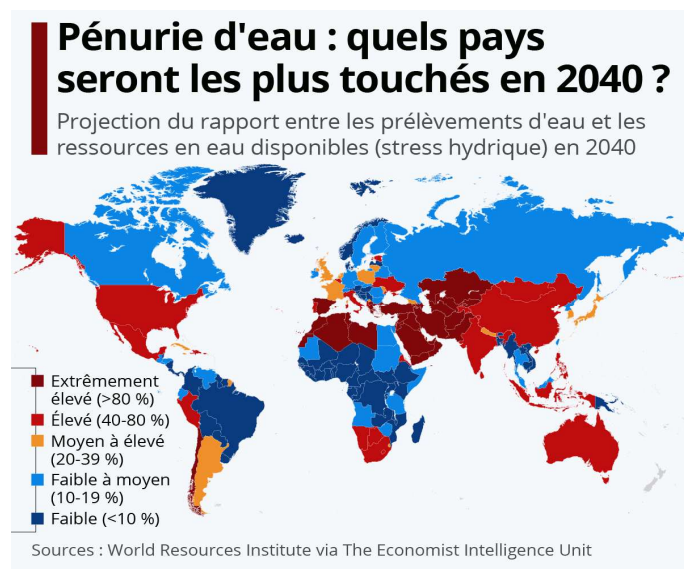 Pénurie d'eau : quels pays
seront les plus touchés en 2040 ?
Projection du rapport entre les prélèvements d'eau et les
ressources en eau disponibles (stress hydrique) en 2040
Extrêmement
élevé (>80 %)
Élevé (40-80 %)
Moyen à élevé
(20-39 %)
Faible à moyen
(10-19 %)
Faible (<10 %)
Sources : World Resources Institute via The Economist Intelligence Unit